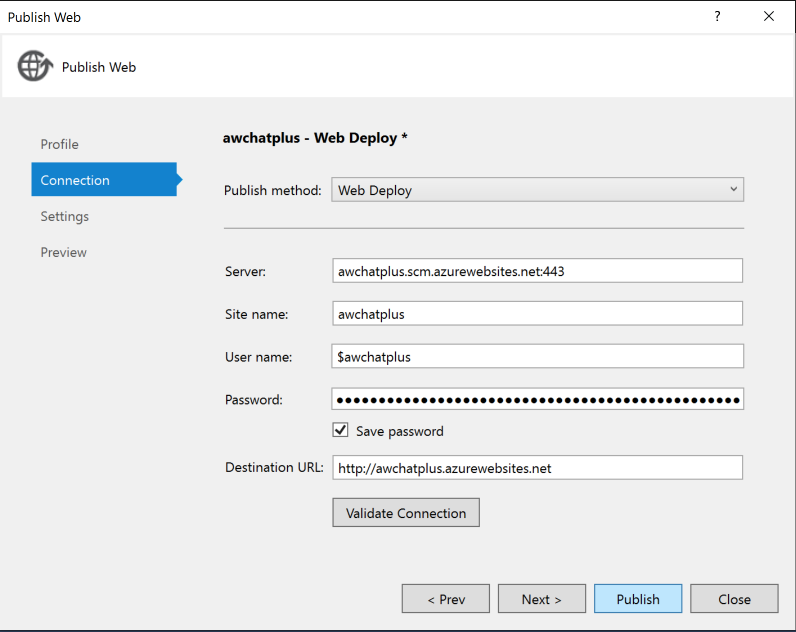 Publish Web
?
Publish Web
Profile
Connection
Settings
Preview
awchatplus - Web Deploy *
Publish method: Web Deploy
Server: awchatplus.scm.azurewebsites.net:443
Site name: awchatplus
User name: $awchatplus
Password: ●●●●●●●●●●●●●●●●●●●●●●●●●●●●●●●●●●●●●●●●●●●●●●●●
Save password
Destination URL: http://awchatplus.azurewebsites.net
Validate Connection
< Prev Next > Publish Close